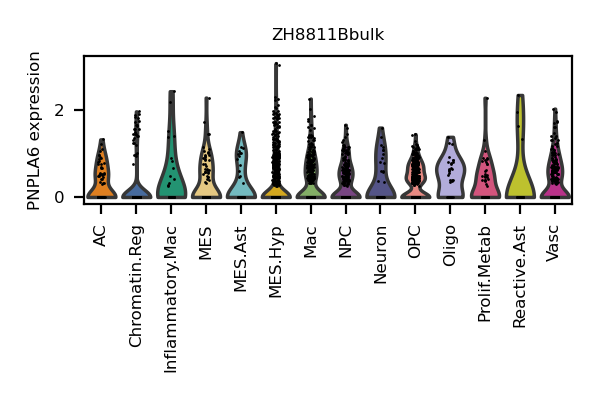 ZH8811Bbulk
PNPLA6 expression
2
0
AC
Chromatin.Reg
Inflammatory.Mac
MES
MES.Ast
MES.Hyp
Mac
NPC
Neuron
OPC
Oligo
Prolif.Metab
Reactive.Ast
Vasc